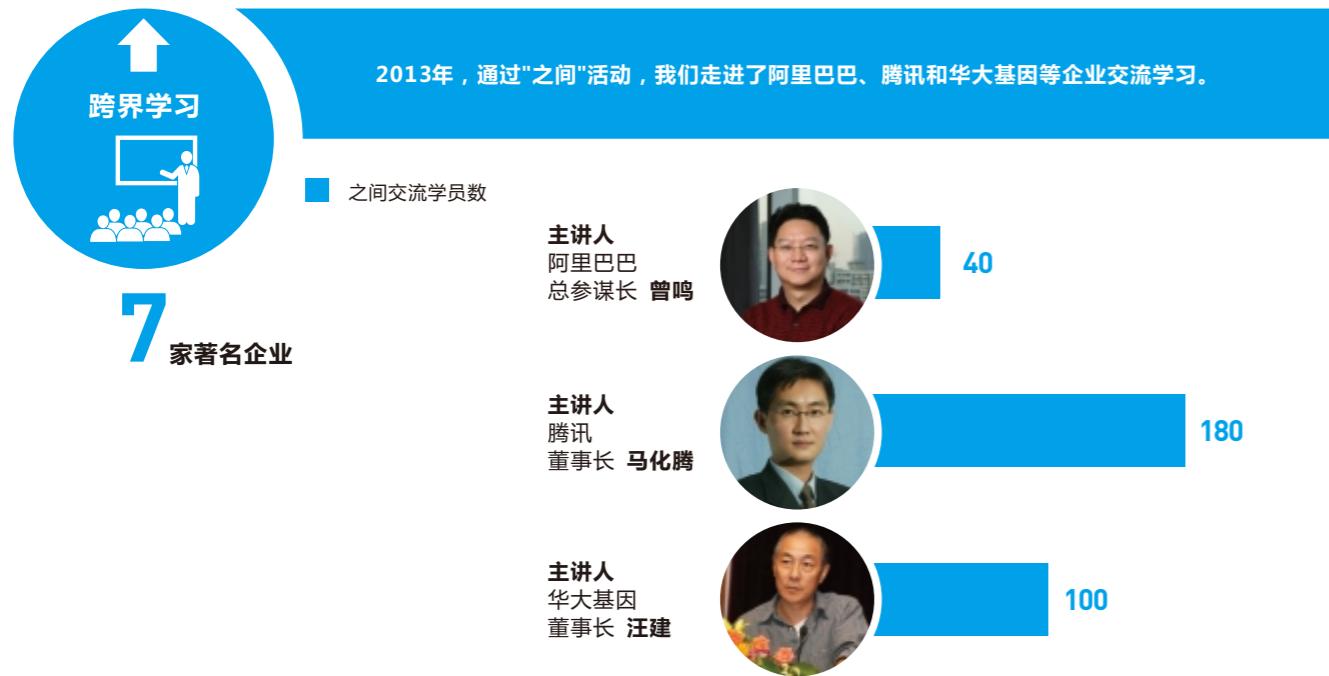 跨界学习
2013年，通过"之间"活动，我们走进了阿里巴巴、腾讯和华大基因等企业交流学习。
之间交流学员数
7家著名企业
主讲人
阿里巴巴
总参谋长 曾鸣
40
主讲人
腾讯
董事长 马化腾
180
主讲人
华大基因
董事长 汪建
100